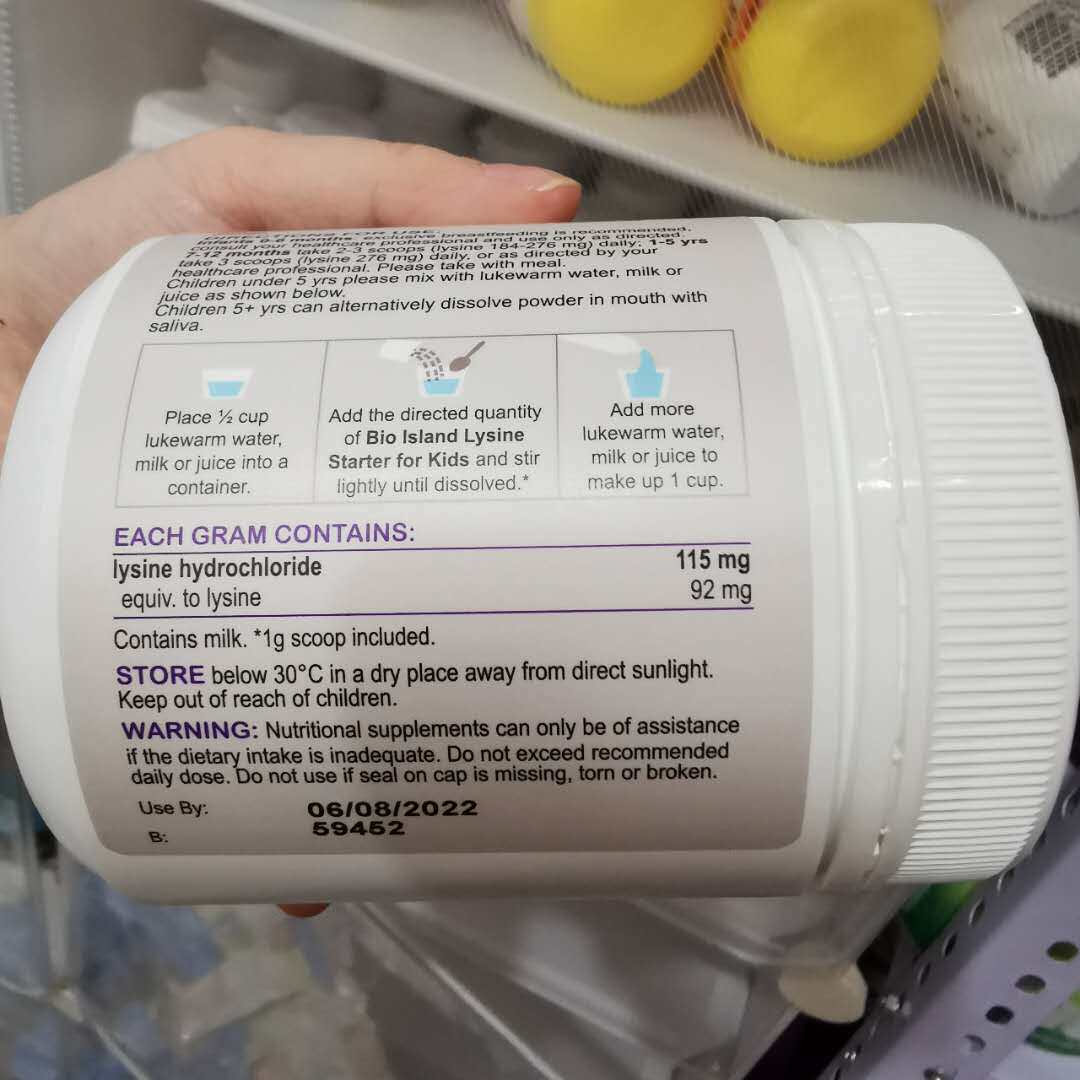 Infants 0-6 months. Exclusive breastfeeding is recommended,
consult your healthcare professional and use only as directed.
7-12 months take 2-3 scoops (lysine 184-276 mg) daily; 1-5 yrs
take 3 scoops (lysine 276 mg) daily, or as directed by your
healthcare professional. Please take with meal.
Children under 5 yrs please mix with lukewarm water, milk or
juice as shown below.
Children 5+ yrs can alternatively dissolve powder in mouth with
saliva.
Place ½ cup
lukewarm water,
milk or juice into a
container.
Add the directed quantity
of Bio Island Lysine
Starter for Kids and stir
lightly until dissolved.*
Add more
lukewarm water,
milk or juice to
make up 1 cup.
EACH GRAM CONTAINS:
lysine hydrochloride 115 mg
equiv. to lysine 92 mg
Contains milk. *1g scoop included.
STORE below 30°C in a dry place away from direct sunlight.
Keep out of reach of children.
WARNING: Nutritional supplements can only be of assistance
if the dietary intake is inadequate. Do not exceed recommended
daily dose. Do not use if seal on cap is missing, torn or broken.
Use By: 06/08/2022
B: 59452